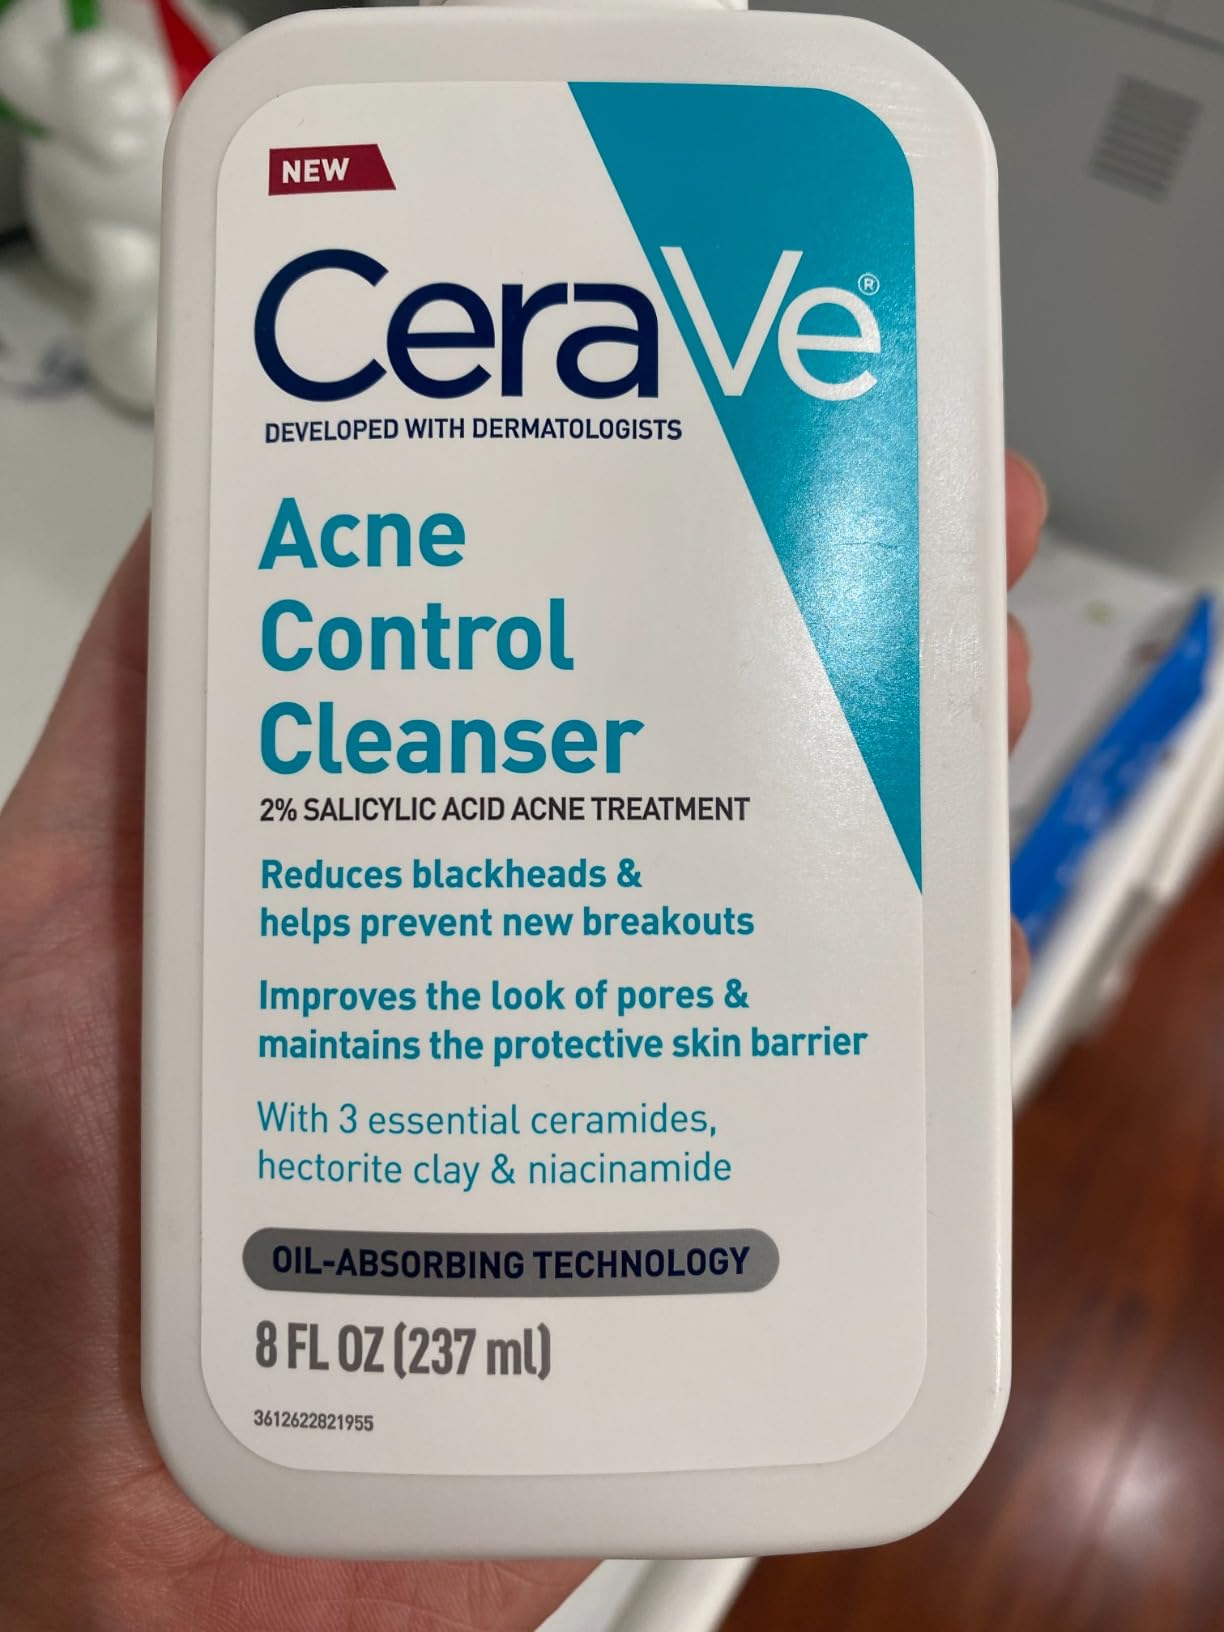 NEW
CeraVe®
DEVELOPED WITH DERMATOLOGISTS
Acne
Control
Cleanser
2% SALICYLIC ACID ACNE TREATMENT
Reduces blackheads &
helps prevent new breakouts
Improves the look of pores &
maintains the protective skin barrier
With 3 essential ceramides,
hectorite clay & niacinamide
OIL-ABSORBING TECHNOLOGY
8 FL OZ (237 ml)
3612622821955